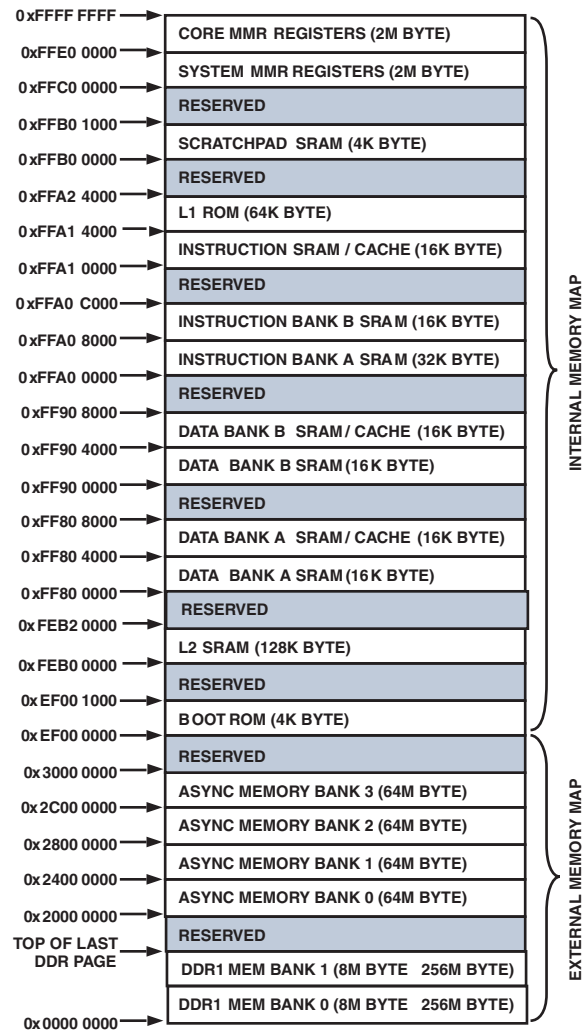 0xFFFF FFFF
CORE MMR REGISTERS (2M BYTE)
0xFFE0 0000
SYSTEM MMR REGISTERS (2M BYTE)
0xFFC0 0000
RESERVED
0xFFB0 1000
SCRATCHPAD SRAM (4K BYTE)
0xFFB0 0000
RESERVED
0xFFA2 4000
L1 ROM (64K BYTE)
0xFFA1 4000
INSTRUCTION SRAM / CACHE (16K BYTE)
0xFFA1 0000
RESERVED
0xFFA0 C000
INSTRUCTION BANK B SRAM (16K BYTE)
0xFFA0 8000
INSTRUCTION BANK A SRAM (32K BYTE)
0xFFA0 0000
RESERVED
0xFF90 8000
DATA BANK B SRAM / CACHE (16K BYTE)
0xFF90 4000
DATA BANK B SRAM (16K BYTE)
0xFF90 0000
RESERVED
0xFF80 8000
DATA BANK A SRAM / CACHE (16K BYTE)
0xFF80 4000
DATA BANK A SRAM (16K BYTE)
0xFF80 0000
RESERVED
0xFEB2 0000
L2 SRAM (128K BYTE)
0xFEB0 0000
RESERVED
0xEF00 1000
BOOT ROM (4K BYTE)
0xEF00 0000
RESERVED
0x3000 0000
ASYNC MEMORY BANK 3 (64M BYTE)
0x2C00 0000
ASYNC MEMORY BANK 2 (64M BYTE)
0x2800 0000
ASYNC MEMORY BANK 1 (64M BYTE)
0x2400 0000
ASYNC MEMORY BANK 0 (64M BYTE)
0x2000 0000
RESERVED
TOP OF LAST
DDR PAGE
DDR1 MEM BANK 1 (8M BYTE 256M BYTE)
DDR1 MEM BANK 0 (8M BYTE 256M BYTE)
0x0000 0000
INTERNAL MEMORY MAP
EXTERNAL MEMORY MAP